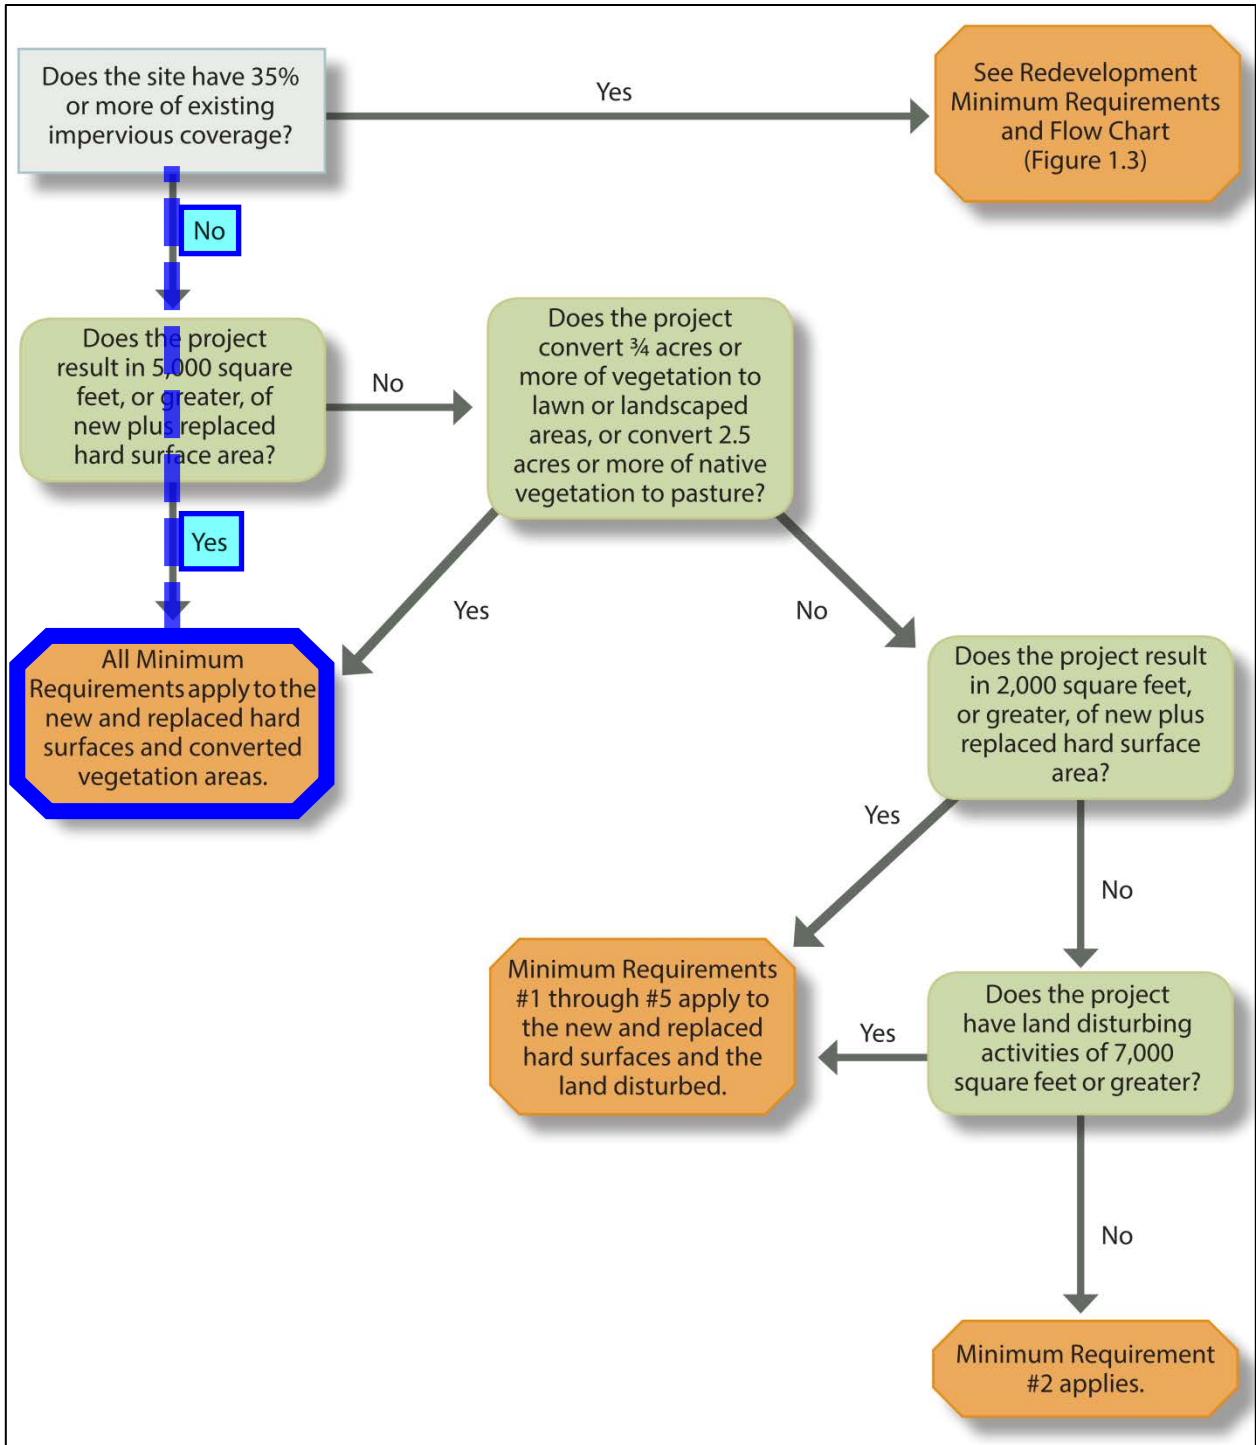 Does the site have 35%
or more of existing
impervious coverage?
Yes
See Redevelopment
Minimum Requirements
and Flow Chart
(Figure 1.3)
No
Does the project
result in 5,000 square
feet, or greater, of
new plus replaced
hard surface area?
No
Does the project
convert ¾ acres or
more of vegetation to
lawn or landscaped
areas, or convert 2.5
acres or more of native
vegetation to pasture?
Yes
Yes
No
All Minimum
Requirements apply to the
new and replaced hard
surfaces and converted
vegetation areas.
Does the project result
in 2,000 square feet,
or greater, of new plus
replaced hard surface
area?
Yes
No
Minimum Requirements
#1 through #5 apply to
the new and replaced
hard surfaces and the
land disturbed.
Yes
Does the project
have land disturbing
activities of 7,000
square feet or greater?
No
Minimum Requirement
#2 applies.